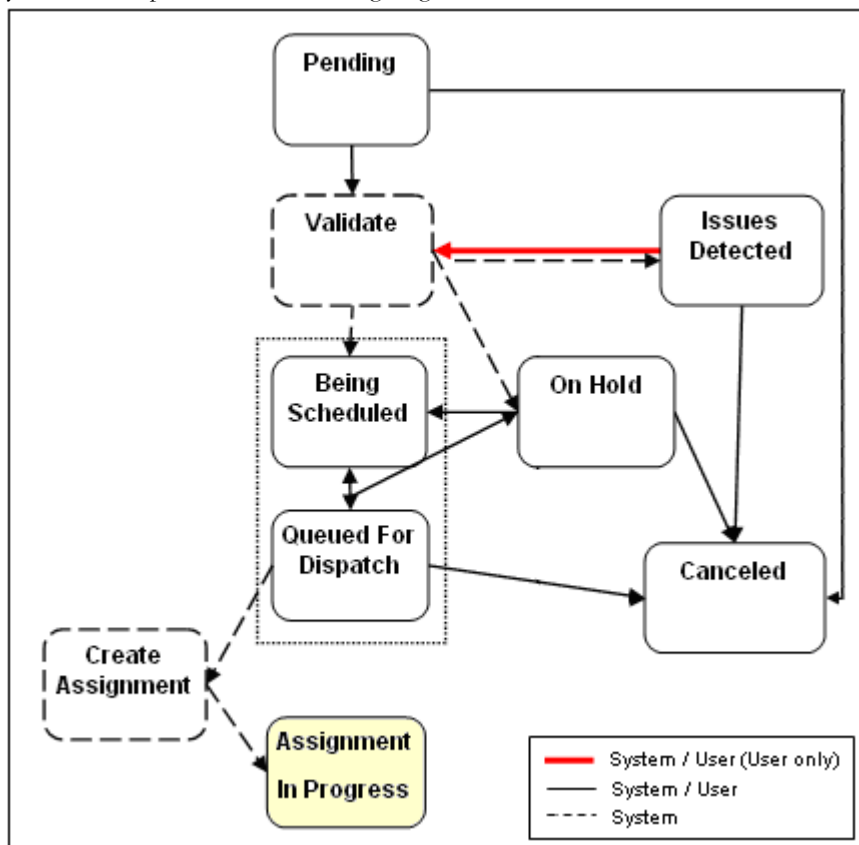 Pending
Validate
Issues
Detected
Being
Scheduled
On Hold
Queued For
Dispatch
Canceled
Create
Assignment
Assignment
In Progress
System / User (User only)
System / User
System